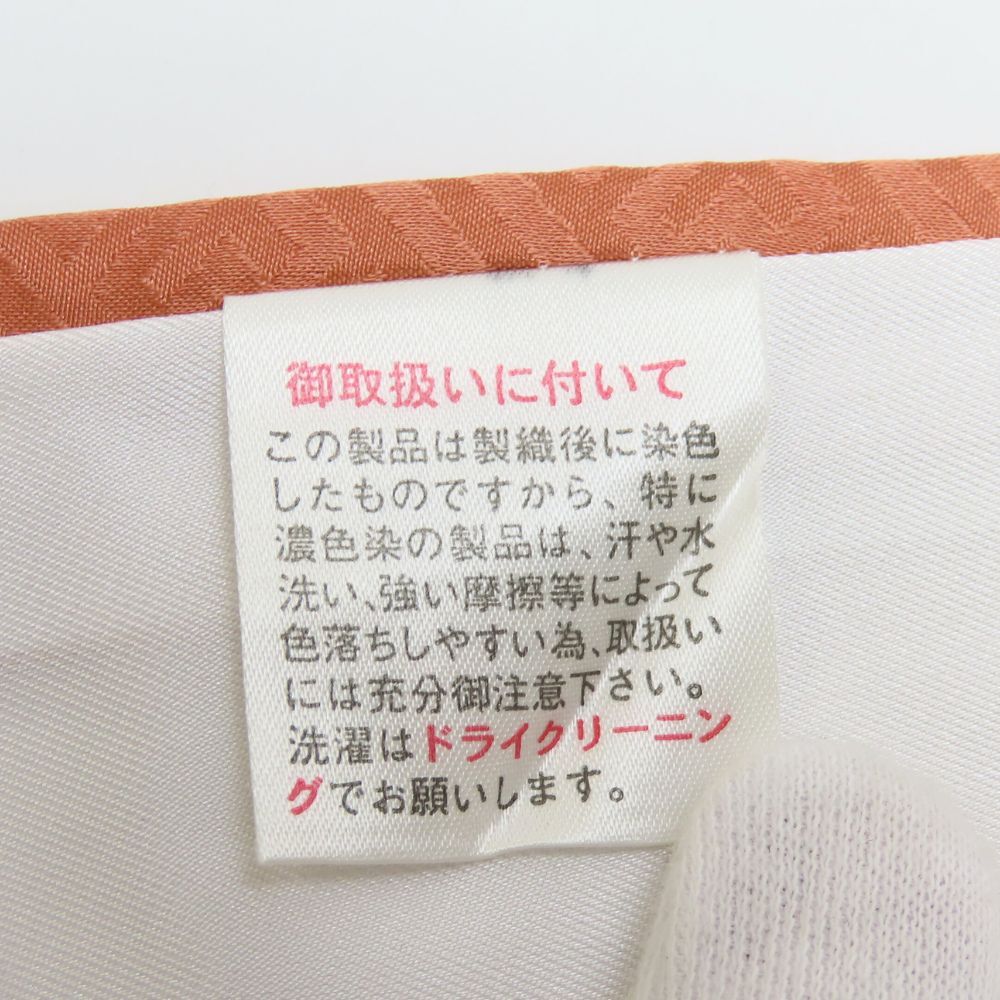 御取扱いに付いて
この製品は製織後に染色
したものですから、特に
濃色染の製品は、汗や水
洗い、強い摩擦等によって
色落ちしやすい為、取扱い
には充分御注意下さい。
洗濯はドライクリーニン
グでお願いします。